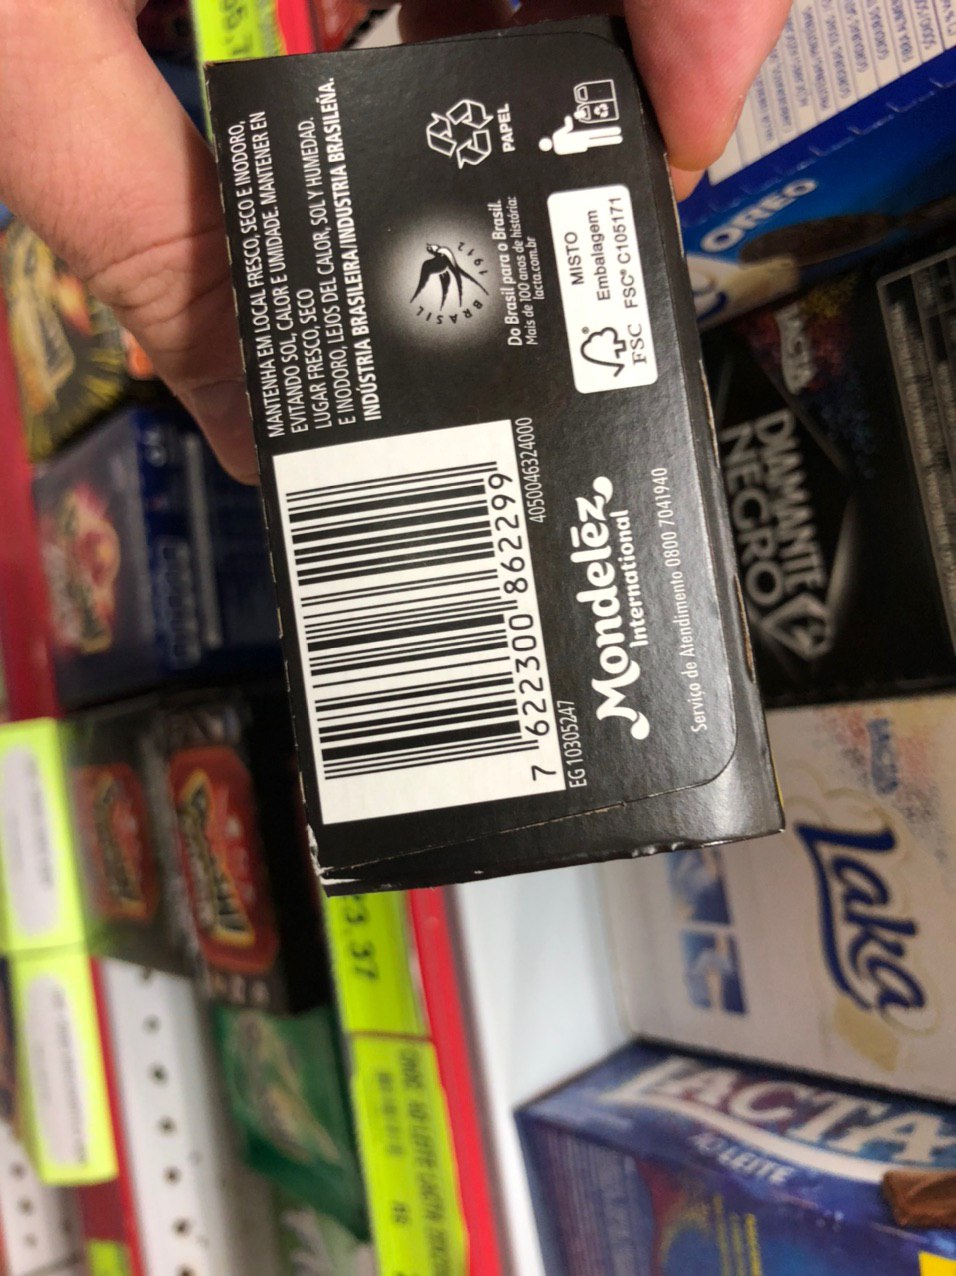 MANTENHA EM LOCAL FRESCO, SECO E INODORO,
EVITANDO SOL, CALOR E UMIDADE. MANTENER EN
LUGAR FRESCO, SECO
E INODORO, LEJOS DEL CALOR, SOL Y HUMEDAD.
INDÚSTRIA BRASILEIRA/INDUSTRIA BRASILEÑA.
BRASIL 1912
PAPEL
Do Brasil para o Brasil.
Mais de 100 anos de história:
lacta.com.br
MISTO
Embalagem
FSC® C105171
FSC
7 622300 862299
4050046324000
EG 10305247
Mondelēz
International
Serviço de Atendimento 0800 7041940
OREO
LACTA
DIAMANTE
NEGRO
LACTA
Laka
LACTA
AO LEITE